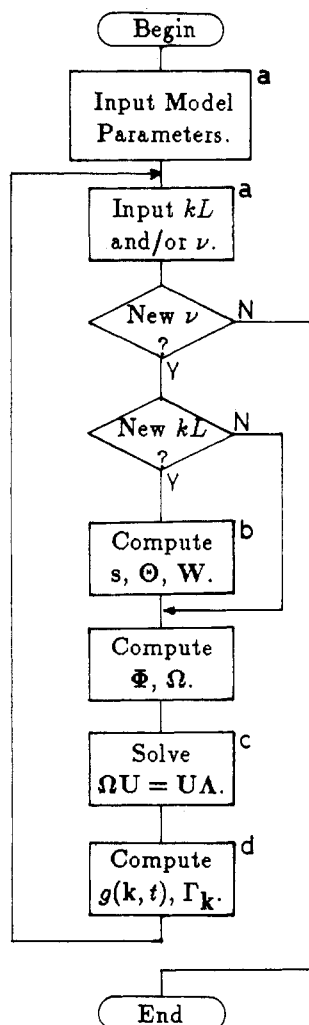 Begin
a
Input Model
Parameters.
a
Input kL
and/or ν.
New ν
N
?
Y
New kL
N
?
Y
b
Compute
s, Θ, W.
Compute
Φ, Ω.
c
Solve
ΩU = UΛ.
d
Compute
g(k, t), Γₖ.
End